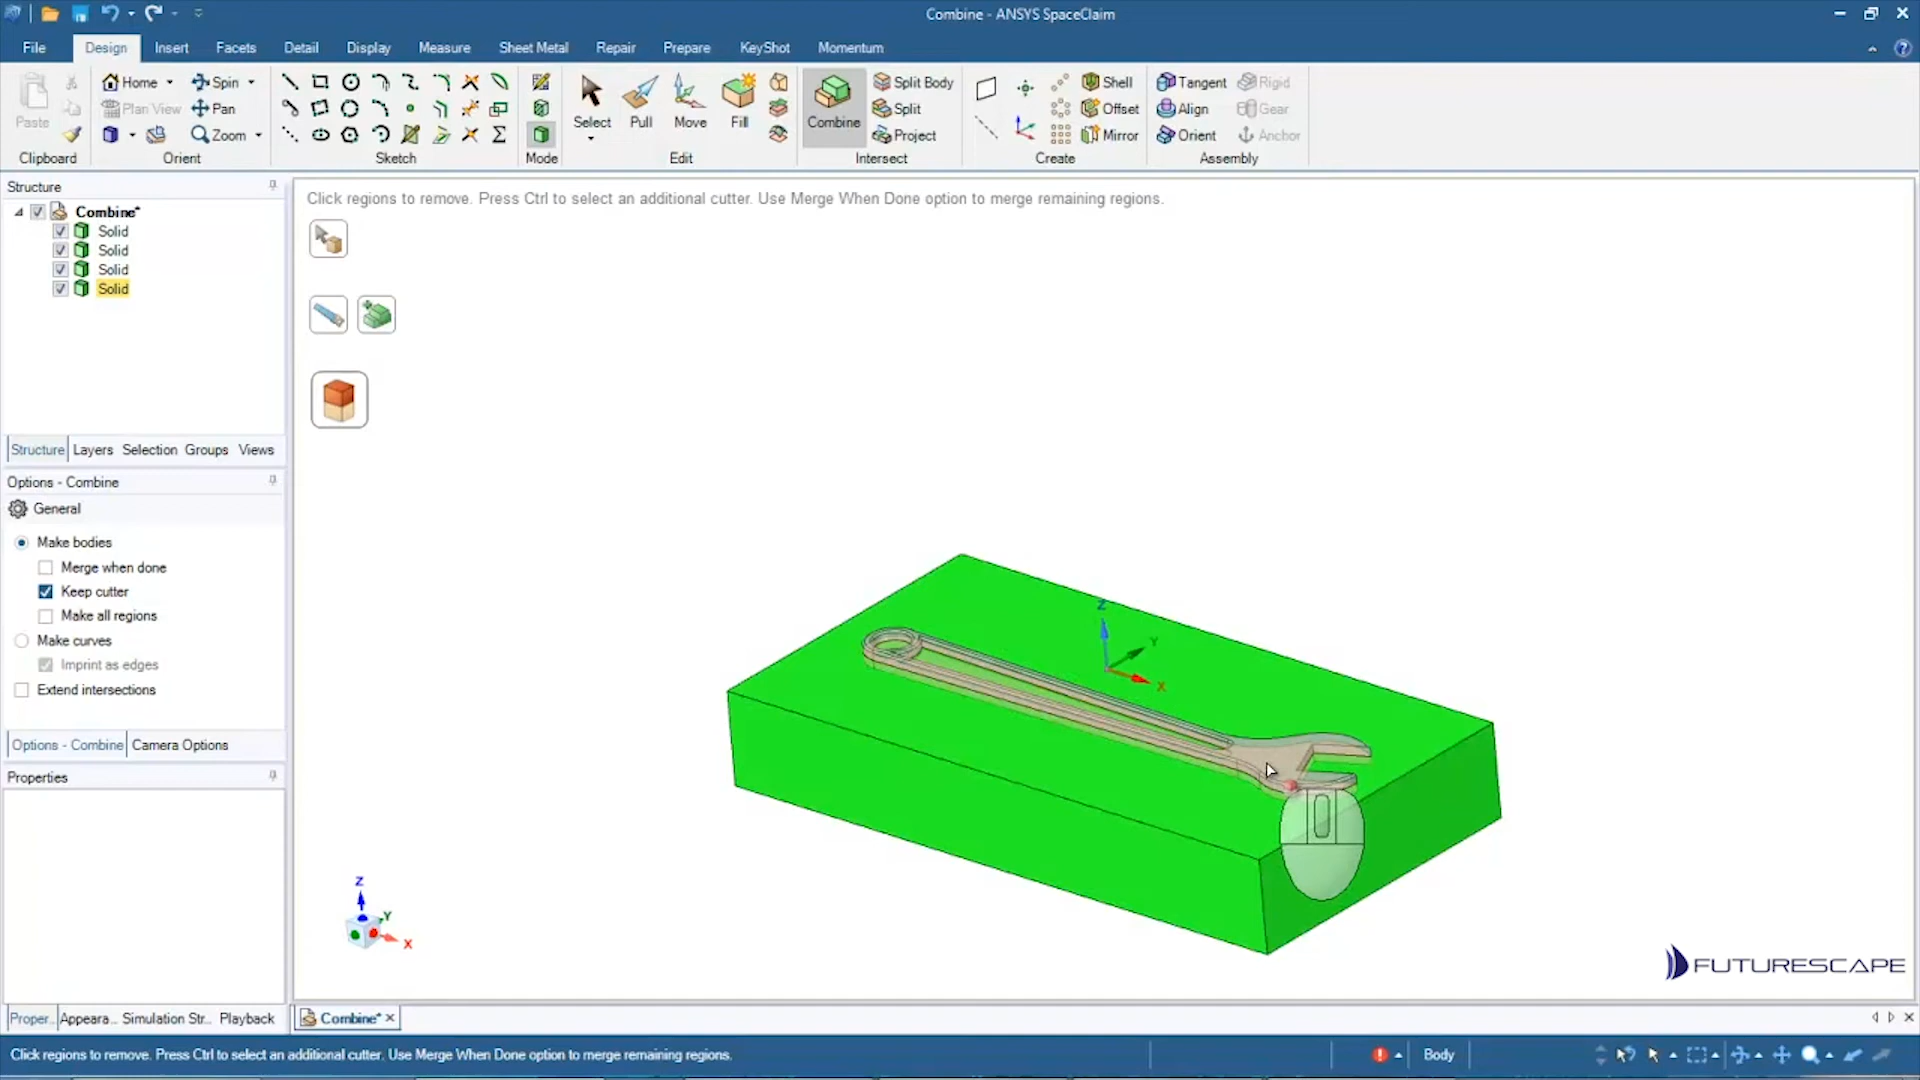 Combine - ANSYS SpaceClaim
File Design Insert Facets Detail Display Measure Sheet Metal Repair Prepare KeyShot Momentum
Paste
Clipboard
Home Spin
Plan View Pan
Zoom
Orient
Sketch
Mode
Select Pull Move Fill
Edit
Combine
Split Body
Split
Project
Intersect
Shell
Offset
Mirror
Create
Tangent Rigid
Align Gear
Orient Anchor
Assembly
Structure
Combine*
Solid
Solid
Solid
Solid
Structure Layers Selection Groups Views
Options - Combine
General
Make bodies
Merge when done
Keep cutter
Make all regions
Make curves
Imprint as edges
Extend intersections
Options - Combine Camera Options
Properties
Proper... Appeara... Simulation Str... Playback
Click regions to remove. Press Ctrl to select an additional cutter. Use Merge When Done option to merge remaining regions.
Z
Y
X
Z
Y
X
FUTURESCAPE
Combine*
Click regions to remove. Press Ctrl to select an additional cutter. Use Merge When Done option to merge remaining regions.
Body